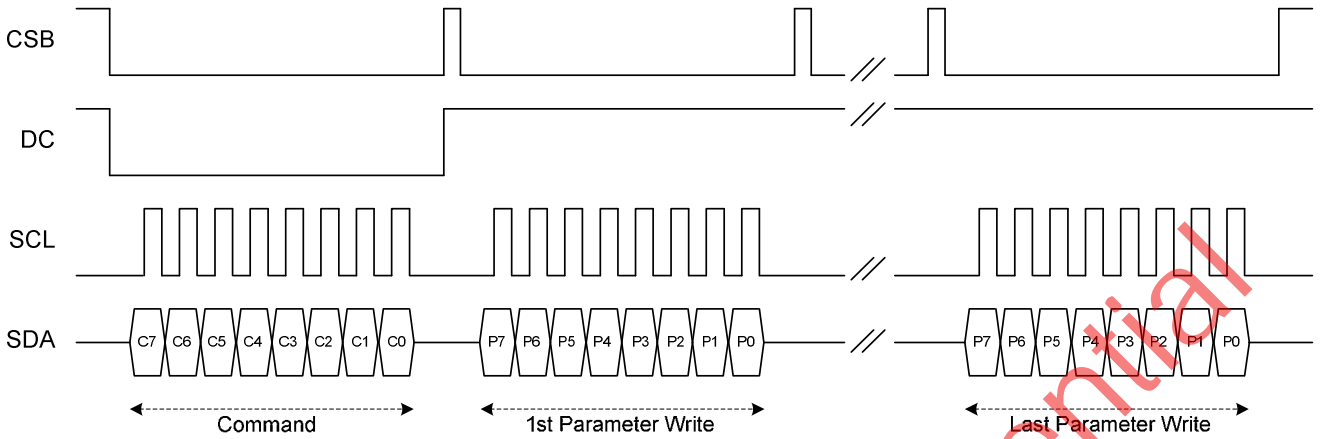 CSB
DC
SCL
SDA
C7 C6 C5 C4 C3 C2 C1 C0 P7 P6 P5 P4 P3 P2 P1 P0 P7 P6 P5 P4 P3 P2 P1 P0
Command 1st Parameter Write Last Parameter Write
ential